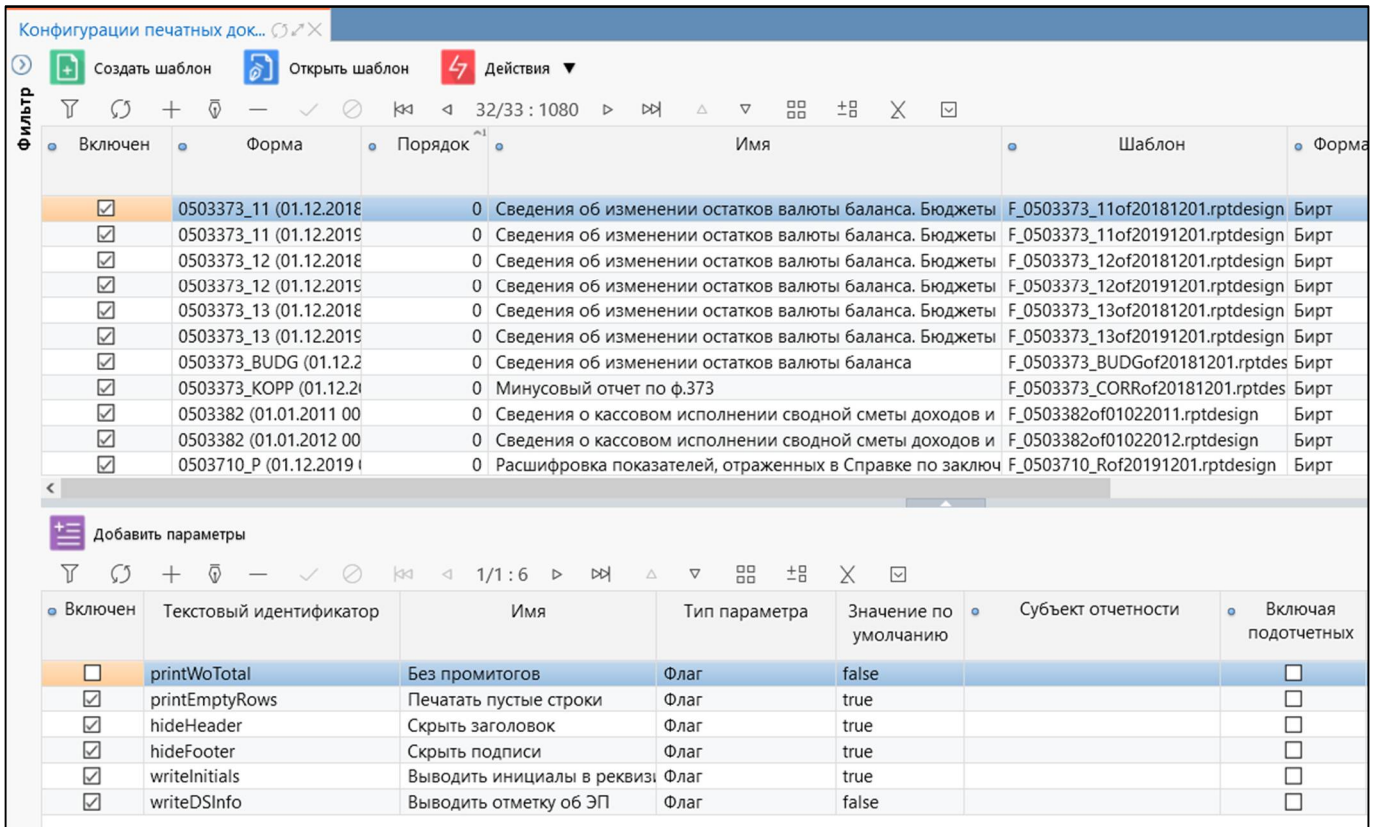 Конфигурации печатных док...
Фильтр
Создать шаблон Открыть шаблон Действия
32/33 : 1080
Включен Форма Порядок 1 Имя Шаблон Форма
0503373_11 (01.12.2018 0 Сведения об изменении остатков валюты баланса. Бюджеты F_0503373_11of20181201.rptdesign Бирт
0503373_11 (01.12.2019 0 Сведения об изменении остатков валюты баланса. Бюджеты F_0503373_11of20191201.rptdesign Бирт
0503373_12 (01.12.2018 0 Сведения об изменении остатков валюты баланса. Бюджеты F_0503373_12of20181201.rptdesign Бирт
0503373_12 (01.12.2019 0 Сведения об изменении остатков валюты баланса. Бюджеты F_0503373_12of20191201.rptdesign Бирт
0503373_13 (01.12.2018 0 Сведения об изменении остатков валюты баланса. Бюджеты F_0503373_13of20181201.rptdesign Бирт
0503373_13 (01.12.2019 0 Сведения об изменении остатков валюты баланса. Бюджеты F_0503373_13of20191201.rptdesign Бирт
0503373_BUDG (01.12.2 0 Сведения об изменении остатков валюты баланса F_0503373_BUDGof20181201.rptdes Бирт
0503373_КОРР (01.12.20 0 Минусовый отчет по ф.373 F_0503373_CORRof20181201.rptdes Бирт
0503382 (01.01.2011 00 0 Сведения о кассовом исполнении сводной сметы доходов и F_0503382of01022011.rptdesign Бирт
0503382 (01.01.2012 00 0 Сведения о кассовом исполнении сводной сметы доходов и F_0503382of01022012.rptdesign Бирт
0503710_Р (01.12.2019 ( 0 Расшифровка показателей, отраженных в Справке по заключ F_0503710_Rof20191201.rptdesign Бирт
Добавить параметры
1/1 : 6
Включен Текстовый идентификатор Имя Тип параметра Значение по умолчанию Субъект отчетности Включая подотчетных
printWoTotal Без промитогов Флаг false
printEmptyRows Печатать пустые строки Флаг true
hideHeader Скрыть заголовок Флаг true
hideFooter Скрыть подписи Флаг true
writeInitials Выводить инициалы в реквизи Флаг true
writeDSInfo Выводить отметку об ЭП Флаг false